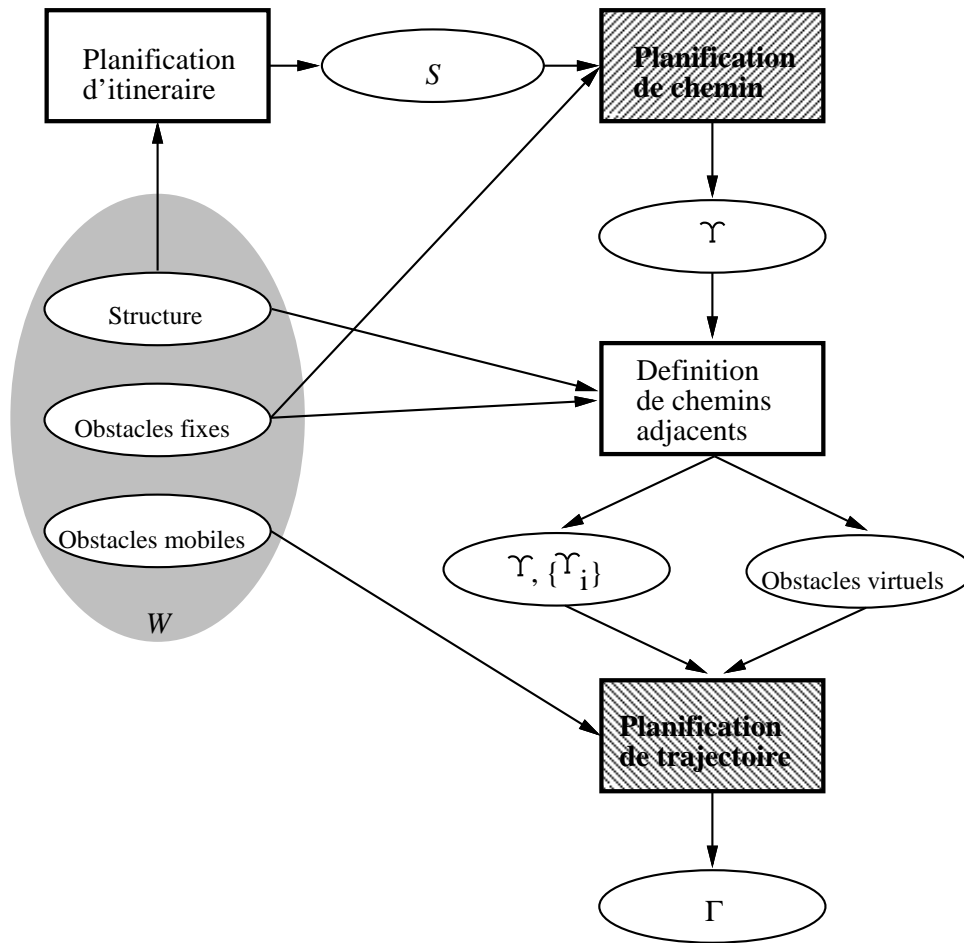 Planification
d'itineraire
S
Planification
de chemin
ϒ
Structure
Obstacles fixes
Obstacles mobiles
W
Definition
de chemins
adjacents
ϒ, {ϒi}
Obstacles virtuels
Planification
de trajectoire
Γ